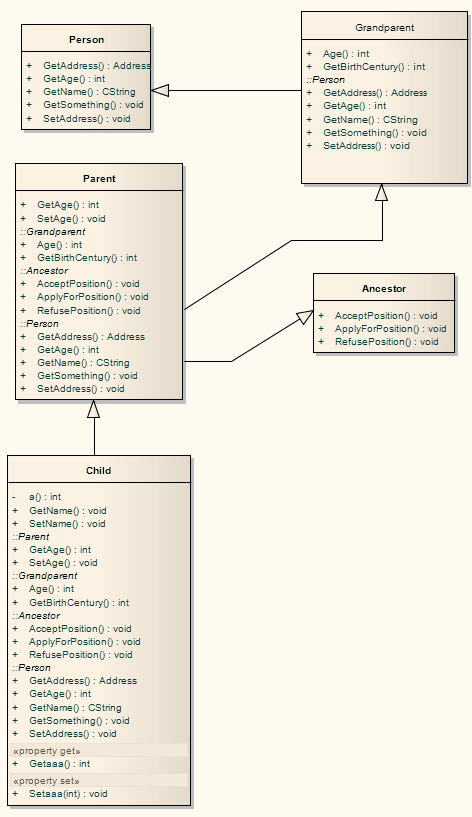 Person
+ GetAddress() : Address
+ GetAge() : int
+ GetName() : CString
+ GetSomething() : void
+ SetAddress() : void
Grandparent
+ Age() : int
+ GetBirthCentury() : int
::Person
+ GetAddress() : Address
+ GetAge() : int
+ GetName() : CString
+ GetSomething() : void
+ SetAddress() : void
Parent
+ GetAge() : int
+ SetAge() : void
::Grandparent
+ Age() : int
+ GetBirthCentury() : int
::Ancestor
+ AcceptPosition() : void
+ ApplyForPosition() : void
+ RefusePosition() : void
::Person
+ GetAddress() : Address
+ GetAge() : int
+ GetName() : CString
+ GetSomething() : void
+ SetAddress() : void
Ancestor
+ AcceptPosition() : void
+ ApplyForPosition() : void
+ RefusePosition() : void
Child
- a() : int
+ GetName() : void
+ SetName() : void
::Parent
+ GetAge() : int
+ SetAge() : void
::Grandparent
+ Age() : int
+ GetBirthCentury() : int
::Ancestor
+ AcceptPosition() : void
+ ApplyForPosition() : void
+ RefusePosition() : void
::Person
+ GetAddress() : Address
+ GetAge() : int
+ GetName() : CString
+ GetSomething() : void
+ SetAddress() : void
«property get»
+ Getaaa() : int
«property set»
+ Setaaa(int) : void